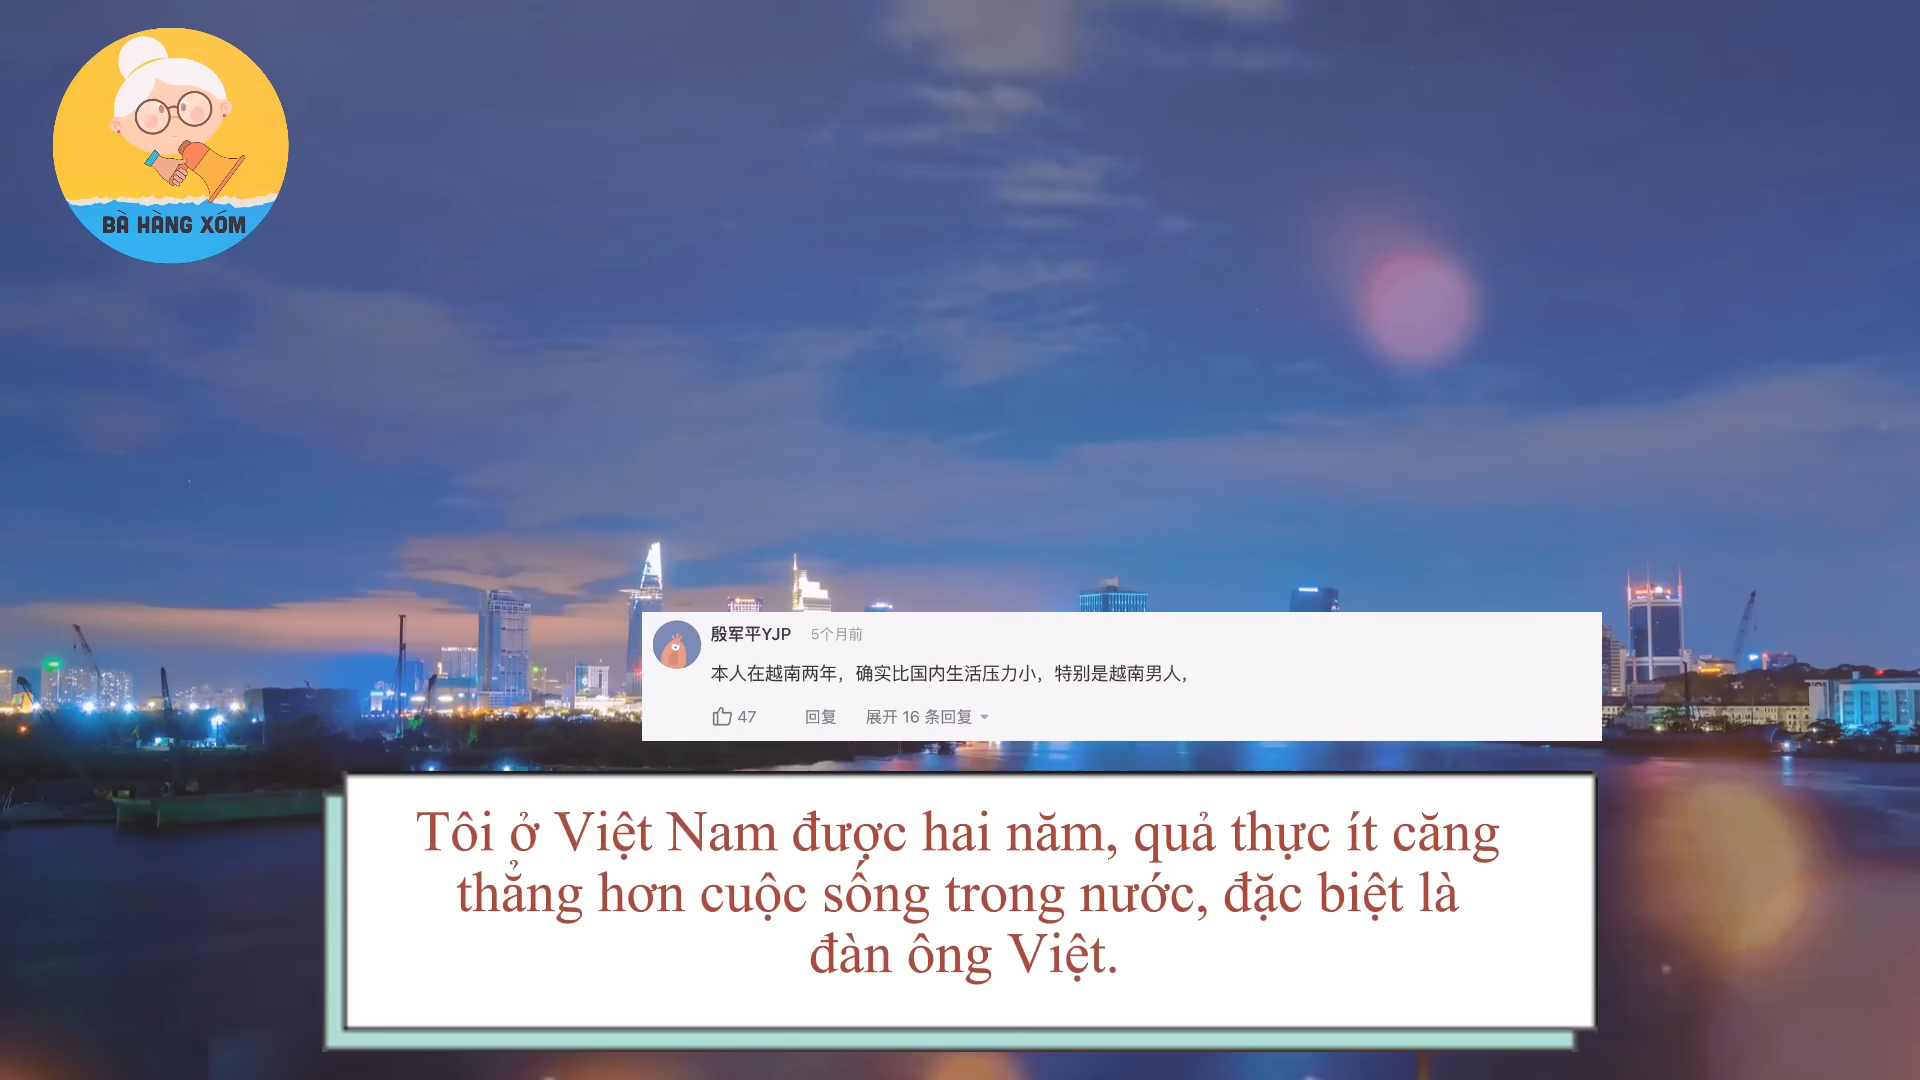 BÀ HÀNG XÓM
殷军平YJP 5个月前
本人在越南两年，确实比国内生活压力小，特别是越南男人，
47 回复 展开 16 条回复
Tôi ở Việt Nam được hai năm, quả thực ít căng
thẳng hơn cuộc sống trong nước, đặc biệt là
đàn ông Việt.